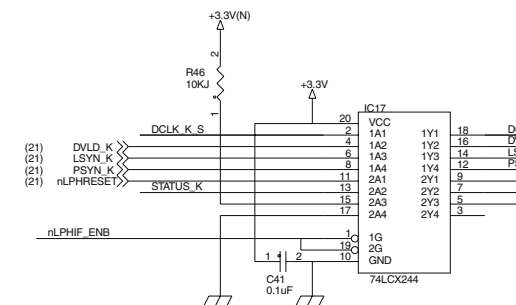 +3.3V(N)
2
R46
10KJ
1
+3.3V
IC17
20 VCC
DCLK_K_S 2 1A1 1Y1 18
(21) DVLD_K 4 1A2 1Y2 16
(21) LSYN_K 6 1A3 1Y3 14
(21) PSYN_K 8 1A4 1Y4 12
(21) nLPHRESET 11 2A1 2Y1 9
STATUS_K 13 2A2 2Y2 7
15 2A3 2Y3 5
17 2A4 2Y4 3
nLPHIF_ENB 1 1G
19 2G
1 2 10 GND
C41
0.1uF
74LCX244